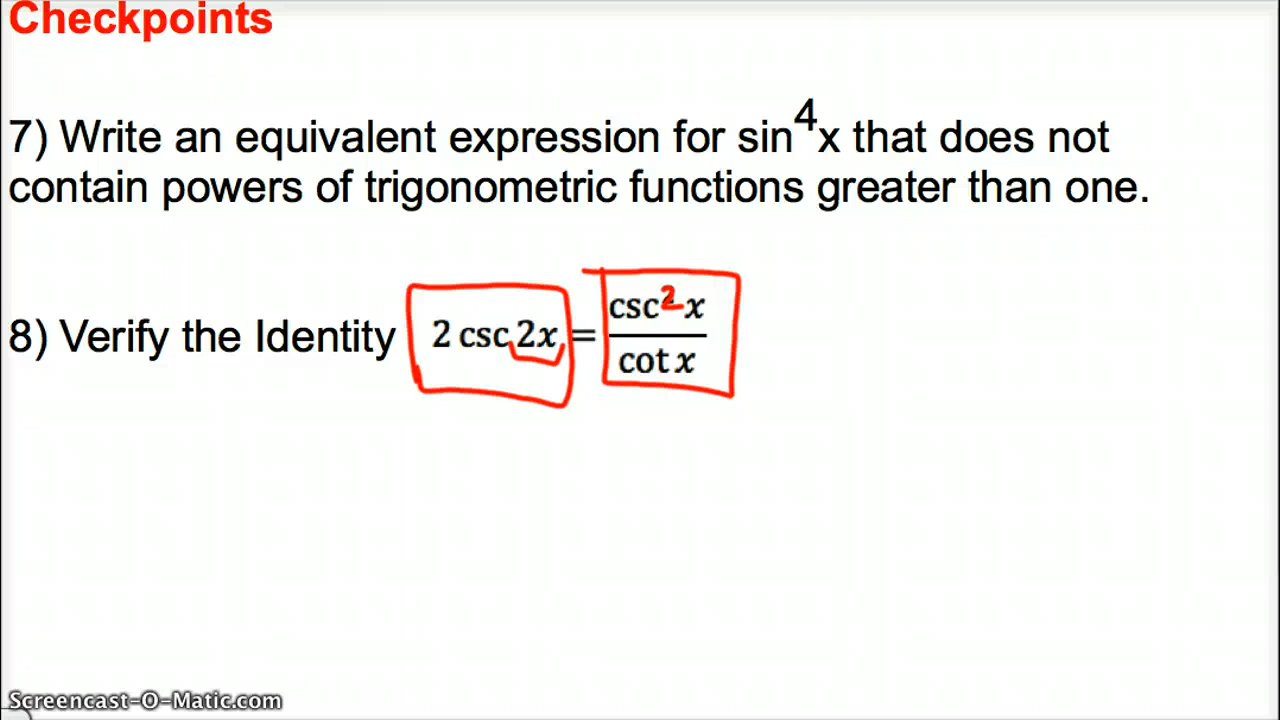 Checkpoints
7) Write an equivalent expression for sin⁴x that does not
contain powers of trigonometric functions greater than one.
8) Verify the Identity 2 csc 2x = csc² x / cot x
Screencast-O-Matic.com